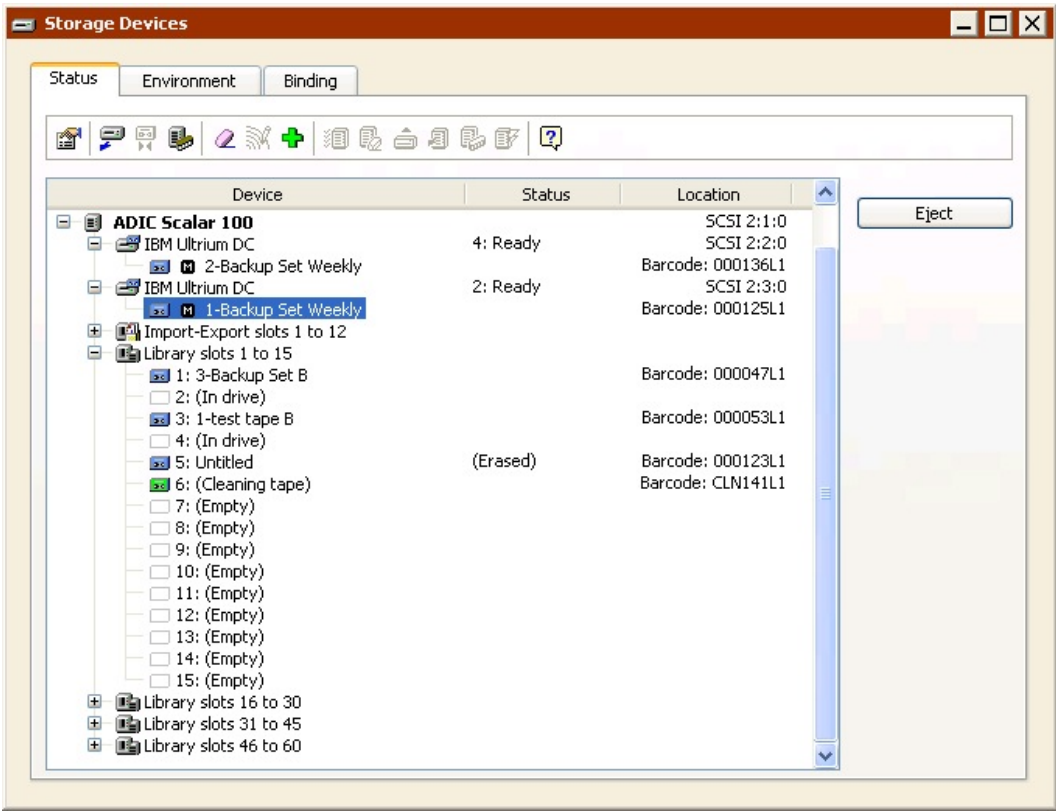 Storage Devices
Status Environment Binding
Device Status Location
Eject
ADIC Scalar 100 SCSI 2:1:0
IBM Ultrium DC 4: Ready SCSI 2:2:0
M 2-Backup Set Weekly Barcode: 000136L1
IBM Ultrium DC 2: Ready SCSI 2:3:0
M 1-Backup Set Weekly Barcode: 000125L1
Import-Export slots 1 to 12
Library slots 1 to 15
1: 3-Backup Set B Barcode: 000047L1
2: (In drive)
3: 1-test tape B Barcode: 000053L1
4: (In drive)
5: Untitled (Erased) Barcode: 000123L1
6: (Cleaning tape) Barcode: CLN141L1
7: (Empty)
8: (Empty)
9: (Empty)
10: (Empty)
11: (Empty)
12: (Empty)
13: (Empty)
14: (Empty)
15: (Empty)
Library slots 16 to 30
Library slots 31 to 45
Library slots 46 to 60